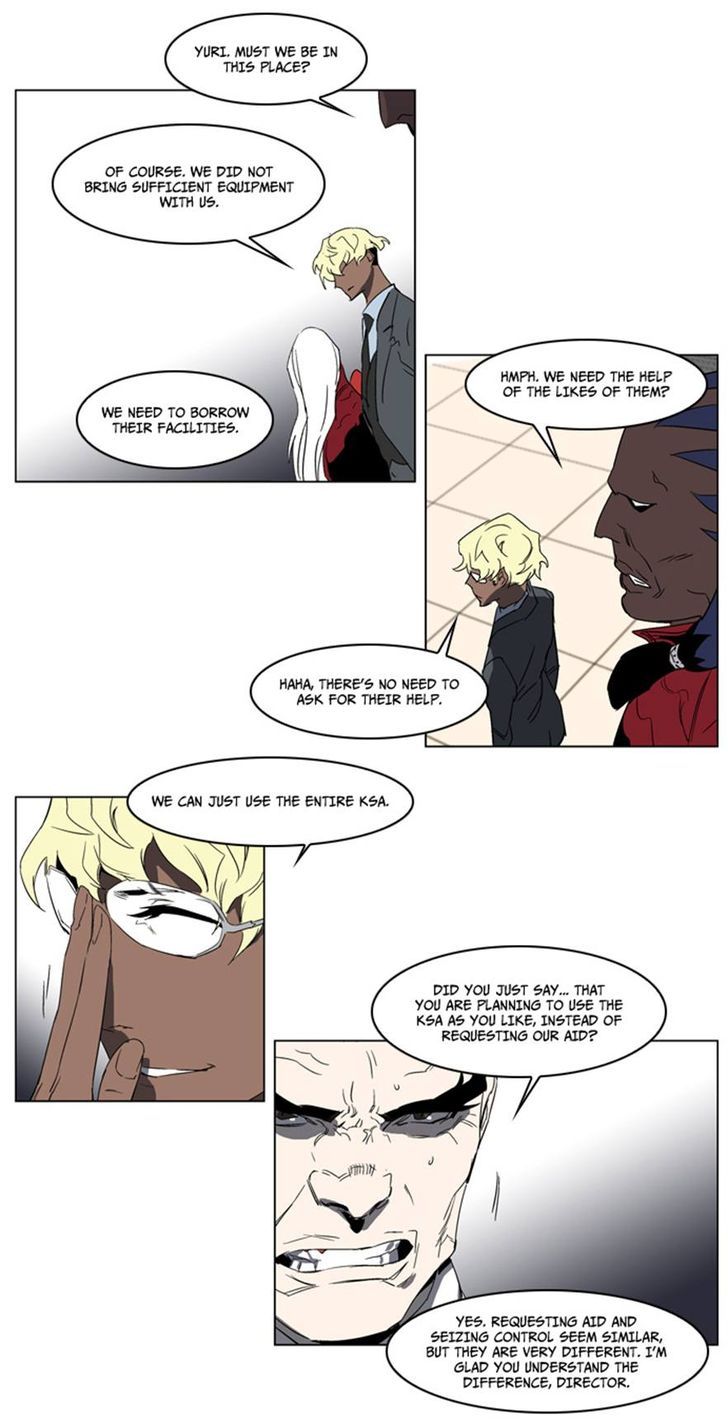 YURI. MUST WE BE IN
THIS PLACE?
OF COURSE. WE DID NOT
BRING SUFFICIENT EQUIPMENT
WITH US.
WE NEED TO BORROW
THEIR FACILITIES.
HMPH. WE NEED THE HELP
OF THE LIKES OF THEM?
HAHA, THERE'S NO NEED TO
ASK FOR THEIR HELP.
WE CAN JUST USE THE ENTIRE KSA.
DID YOU JUST SAY... THAT
YOU ARE PLANNING TO USE THE
KSA AS YOU LIKE, INSTEAD OF
REQUESTING OUR AID?
YES. REQUESTING AID AND
SEIZING CONTROL SEEM SIMILAR,
BUT THEY ARE VERY DIFFERENT. I'M
GLAD YOU UNDERSTAND THE
DIFFERENCE, DIRECTOR.